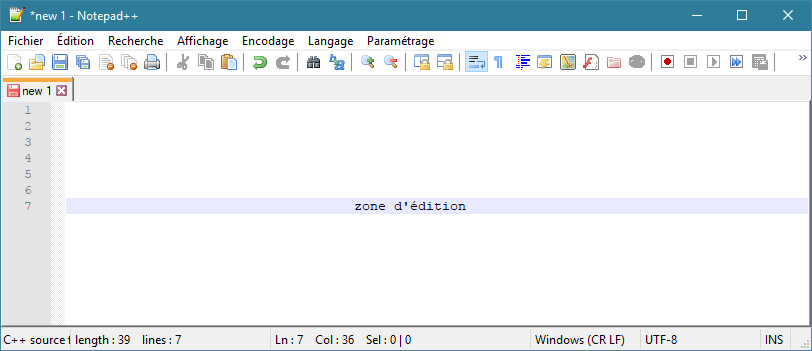 *new 1 - Notepad++
Fichier Édition Recherche Affichage Encodage Langage Paramétrage
new 1
1
2
3
4
5
6
7 zone d'édition
C++ source f length : 39 lines : 7 Ln : 7 Col : 36 Sel : 0 | 0 Windows (CR LF) UTF-8 INS